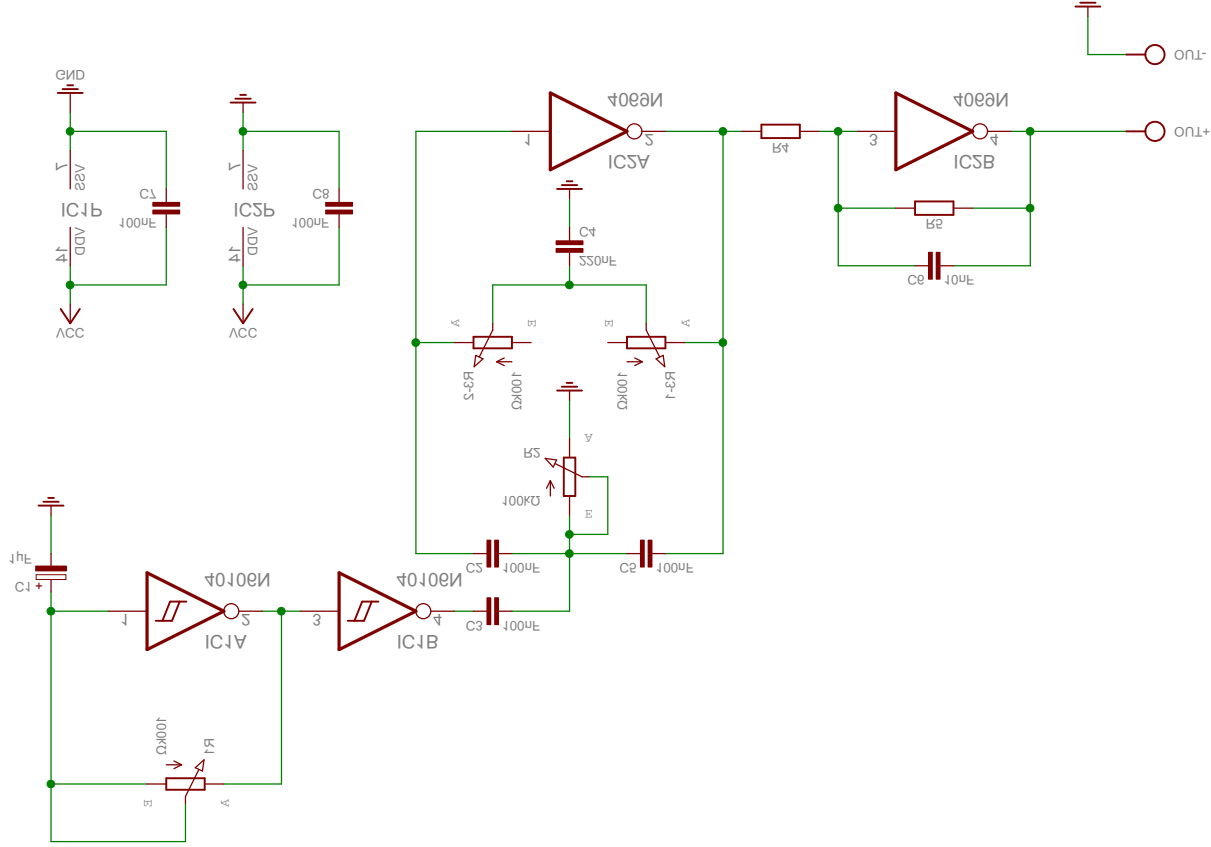 OUT-
GND
4069N
4069N
OUT+
1
2
3
4
R4
IC2A
IC2B
7
VSS
7
VSS
C7
C8
IC1P
IC2P
100nF
100nF
R5
C4
VDD
14
VDD
14
220nF
C6
10nF
VCC
VCC
A
E
E
A
R3-2
100kΩ
100kΩ
R3-1
A
R2
100kΩ
E
1µF
C1
+
C2
100nF
C5
100nF
40106N
40106N
1
2
3
4
C3
100nF
IC1A
IC1B
100kΩ
R1
E
A